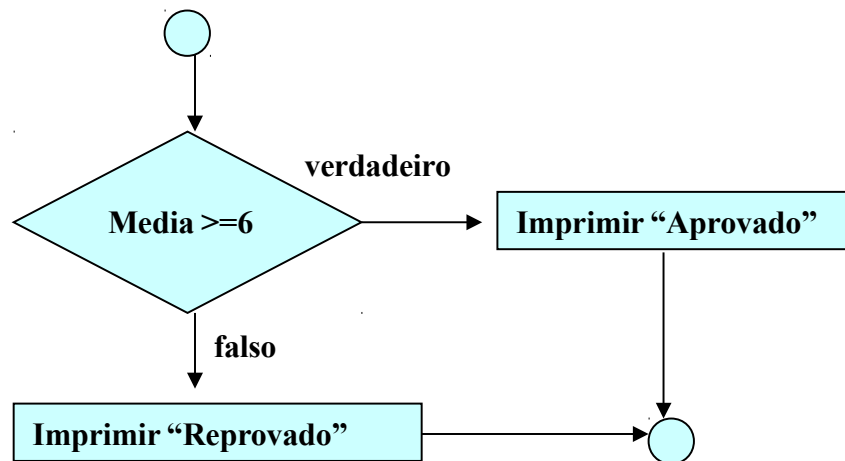 verdadeiro
Media >=6
Imprimir “Aprovado”
falso
Imprimir “Reprovado”